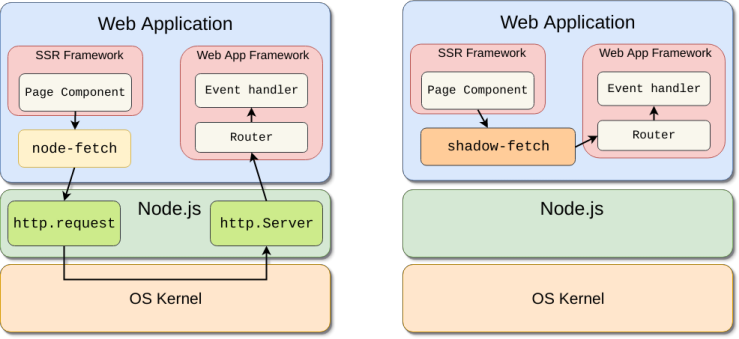 Web Application
SSR Framework
Page Component
node-fetch
Web App Framework
Event handler
Router
Node.js
http.request
http.Server
OS Kernel
Web Application
SSR Framework
Page Component
shadow-fetch
Web App Framework
Event handler
Router
Node.js
OS Kernel